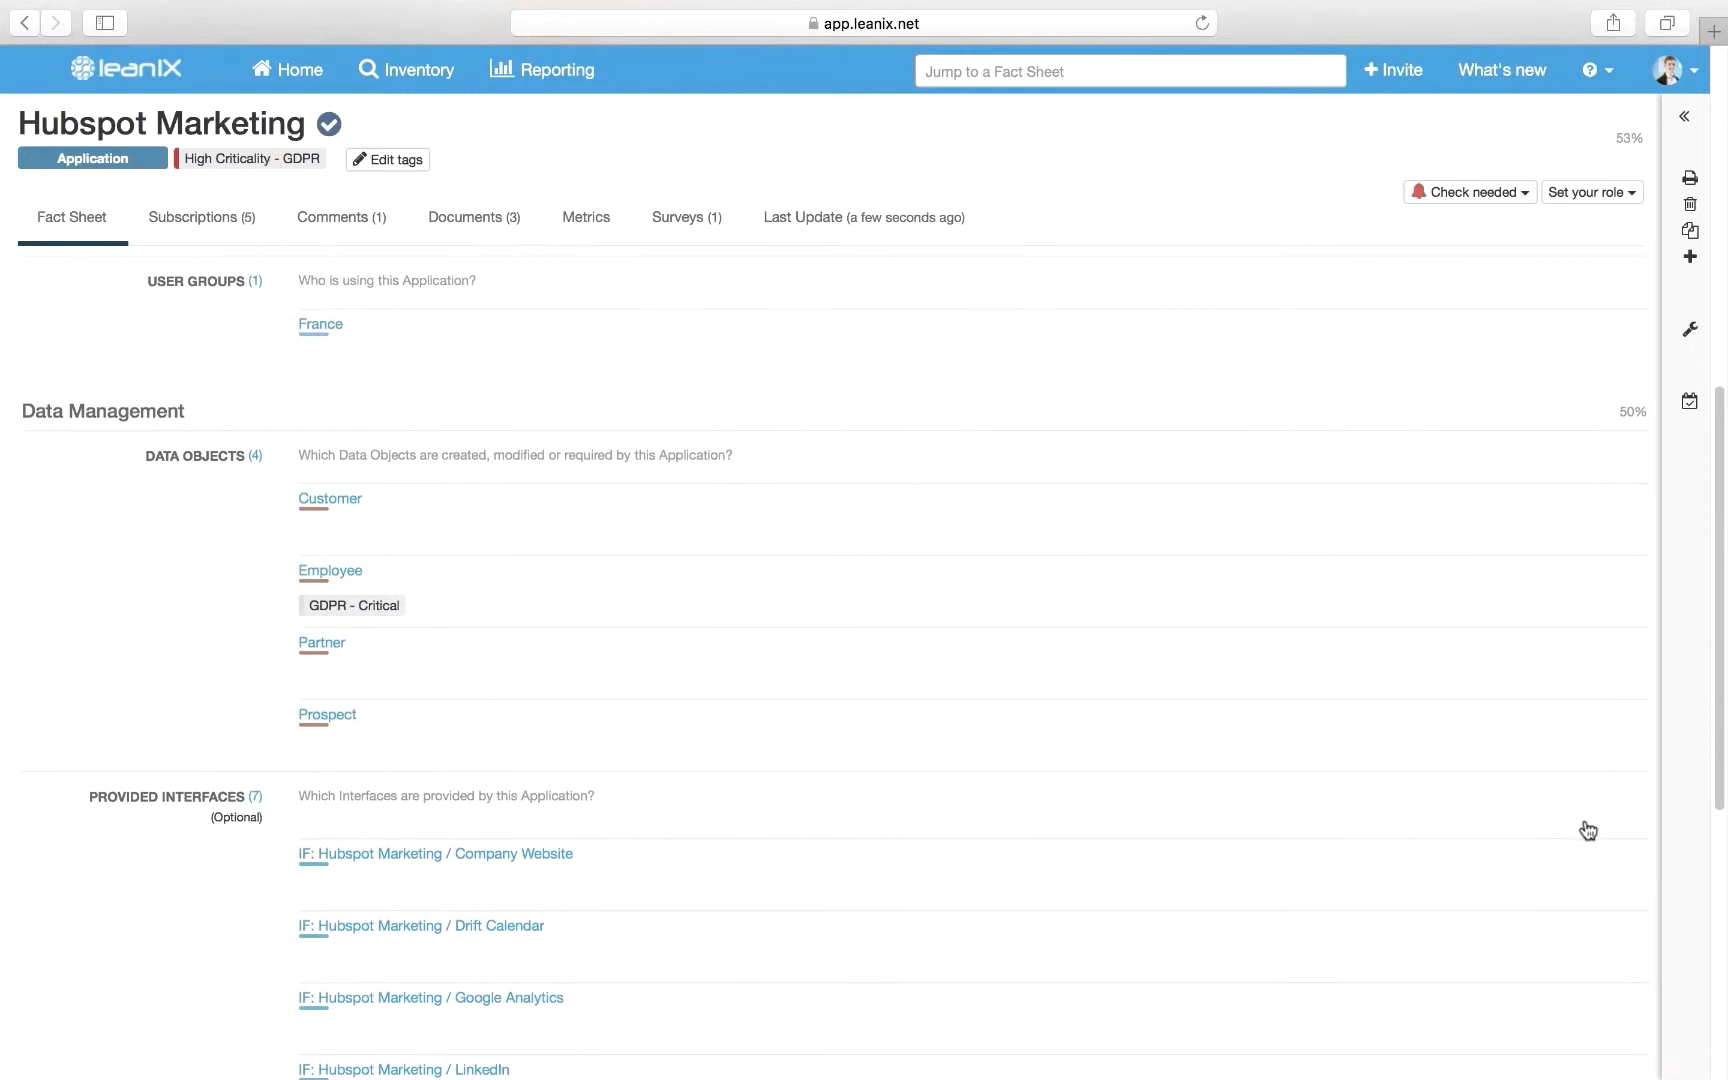 app.leanix.net
leanIX Home Inventory Reporting Jump to a Fact Sheet + Invite What's new
Hubspot Marketing
53%
Application High Criticality - GDPR Edit tags
Check needed Set your role
Fact Sheet Subscriptions (5) Comments (1) Documents (3) Metrics Surveys (1) Last Update (a few seconds ago)
USER GROUPS (1) Who is using this Application?
France
Data Management 50%
DATA OBJECTS (4) Which Data Objects are created, modified or required by this Application?
Customer
Employee
GDPR - Critical
Partner
Prospect
PROVIDED INTERFACES (7) Which Interfaces are provided by this Application?
(Optional)
IF: Hubspot Marketing / Company Website
IF: Hubspot Marketing / Drift Calendar
IF: Hubspot Marketing / Google Analytics
IF: Hubspot Marketing / LinkedIn